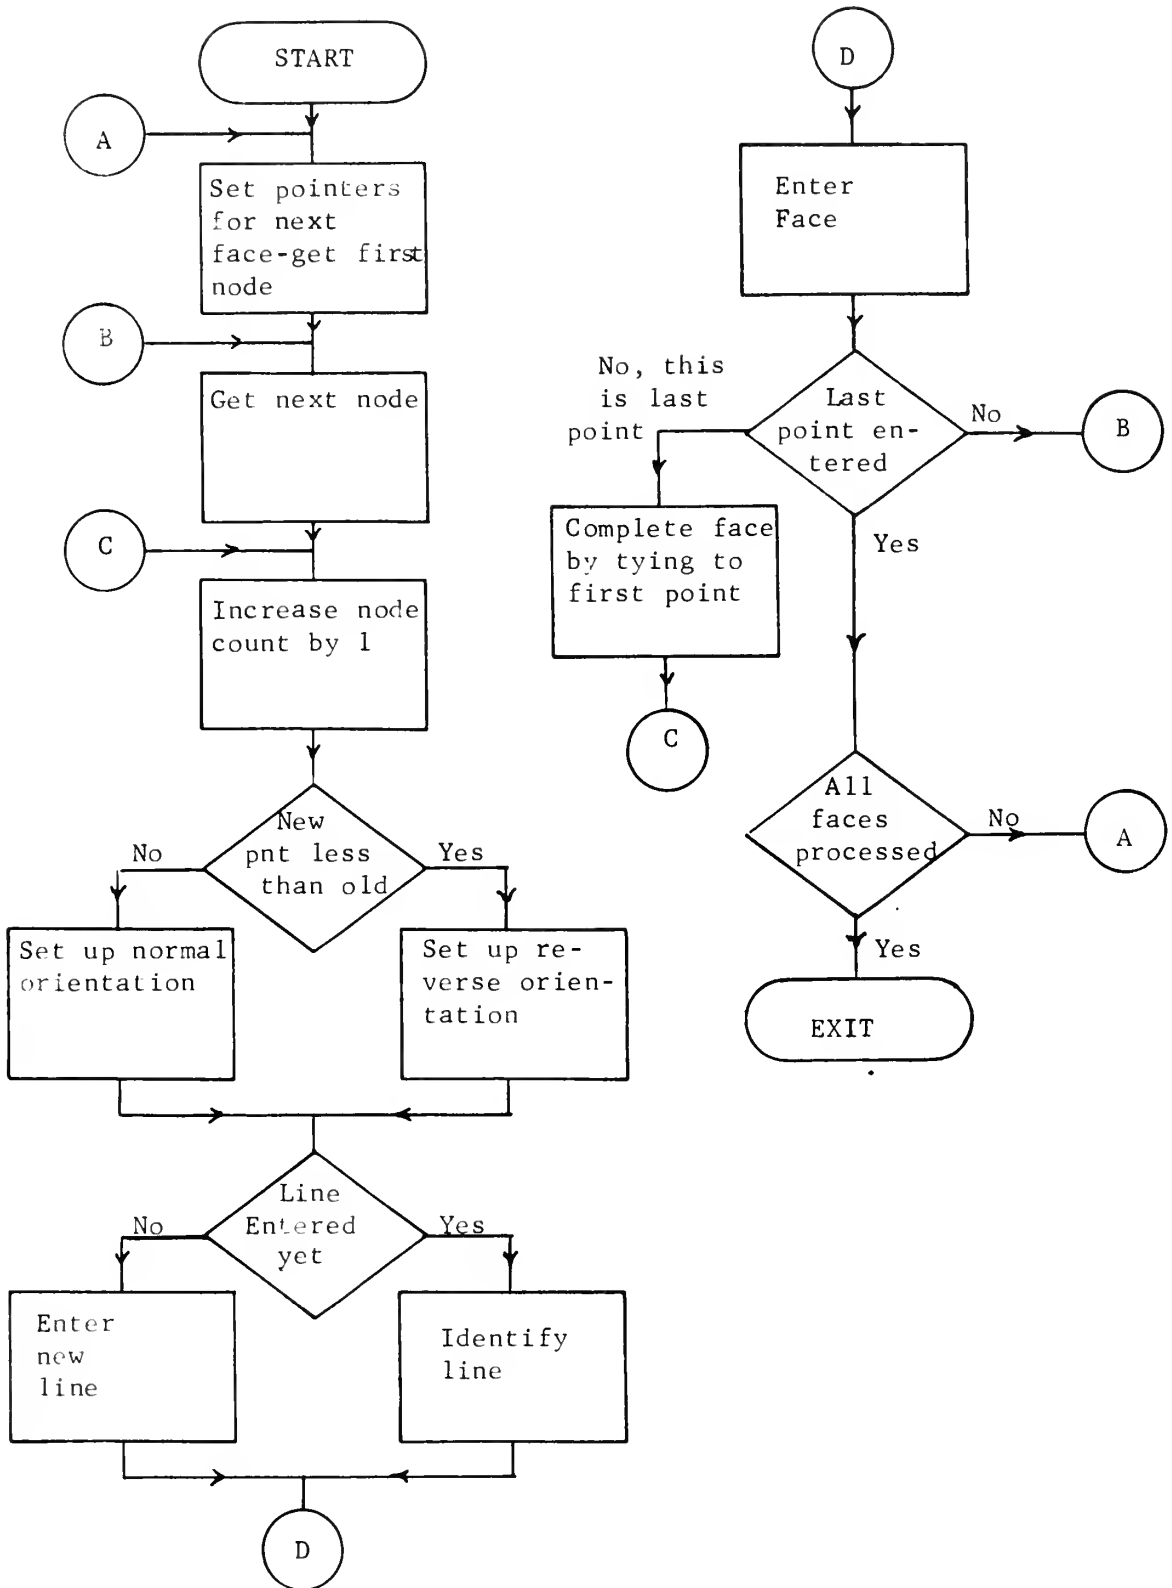 START
A
Set pointers
for next
face-get first
node
B
Get next node
C
Increase node
count by 1
New
pnt less
than old
No
Yes
Set up normal
orientation
Set up re-
verse orien-
tation
Line
Entered
yet
No
Yes
Enter
new
line
Identify
line
D
D
Enter
Face
Last
point en-
tered
No, this
is last
point
No
B
Complete face
by tying to
first point
C
Yes
All
faces
processed
No
A
Yes
EXIT